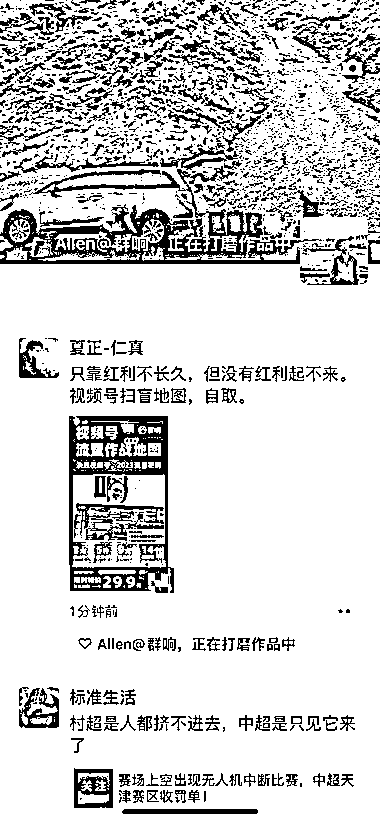 Allen@群响，正在打磨作品中
夏正-仁真
只靠红利不长久，但没有红利起不来。
视频号扫盲地图，自取。
视频号
流量作战地图
29.9
1分钟前
Allen@群响，正在打磨作品中
标准生活
村超是人都挤不进去，中超是只见它来
了
赛场上空出现无人机中断比赛，中超天
津赛区收罚单！